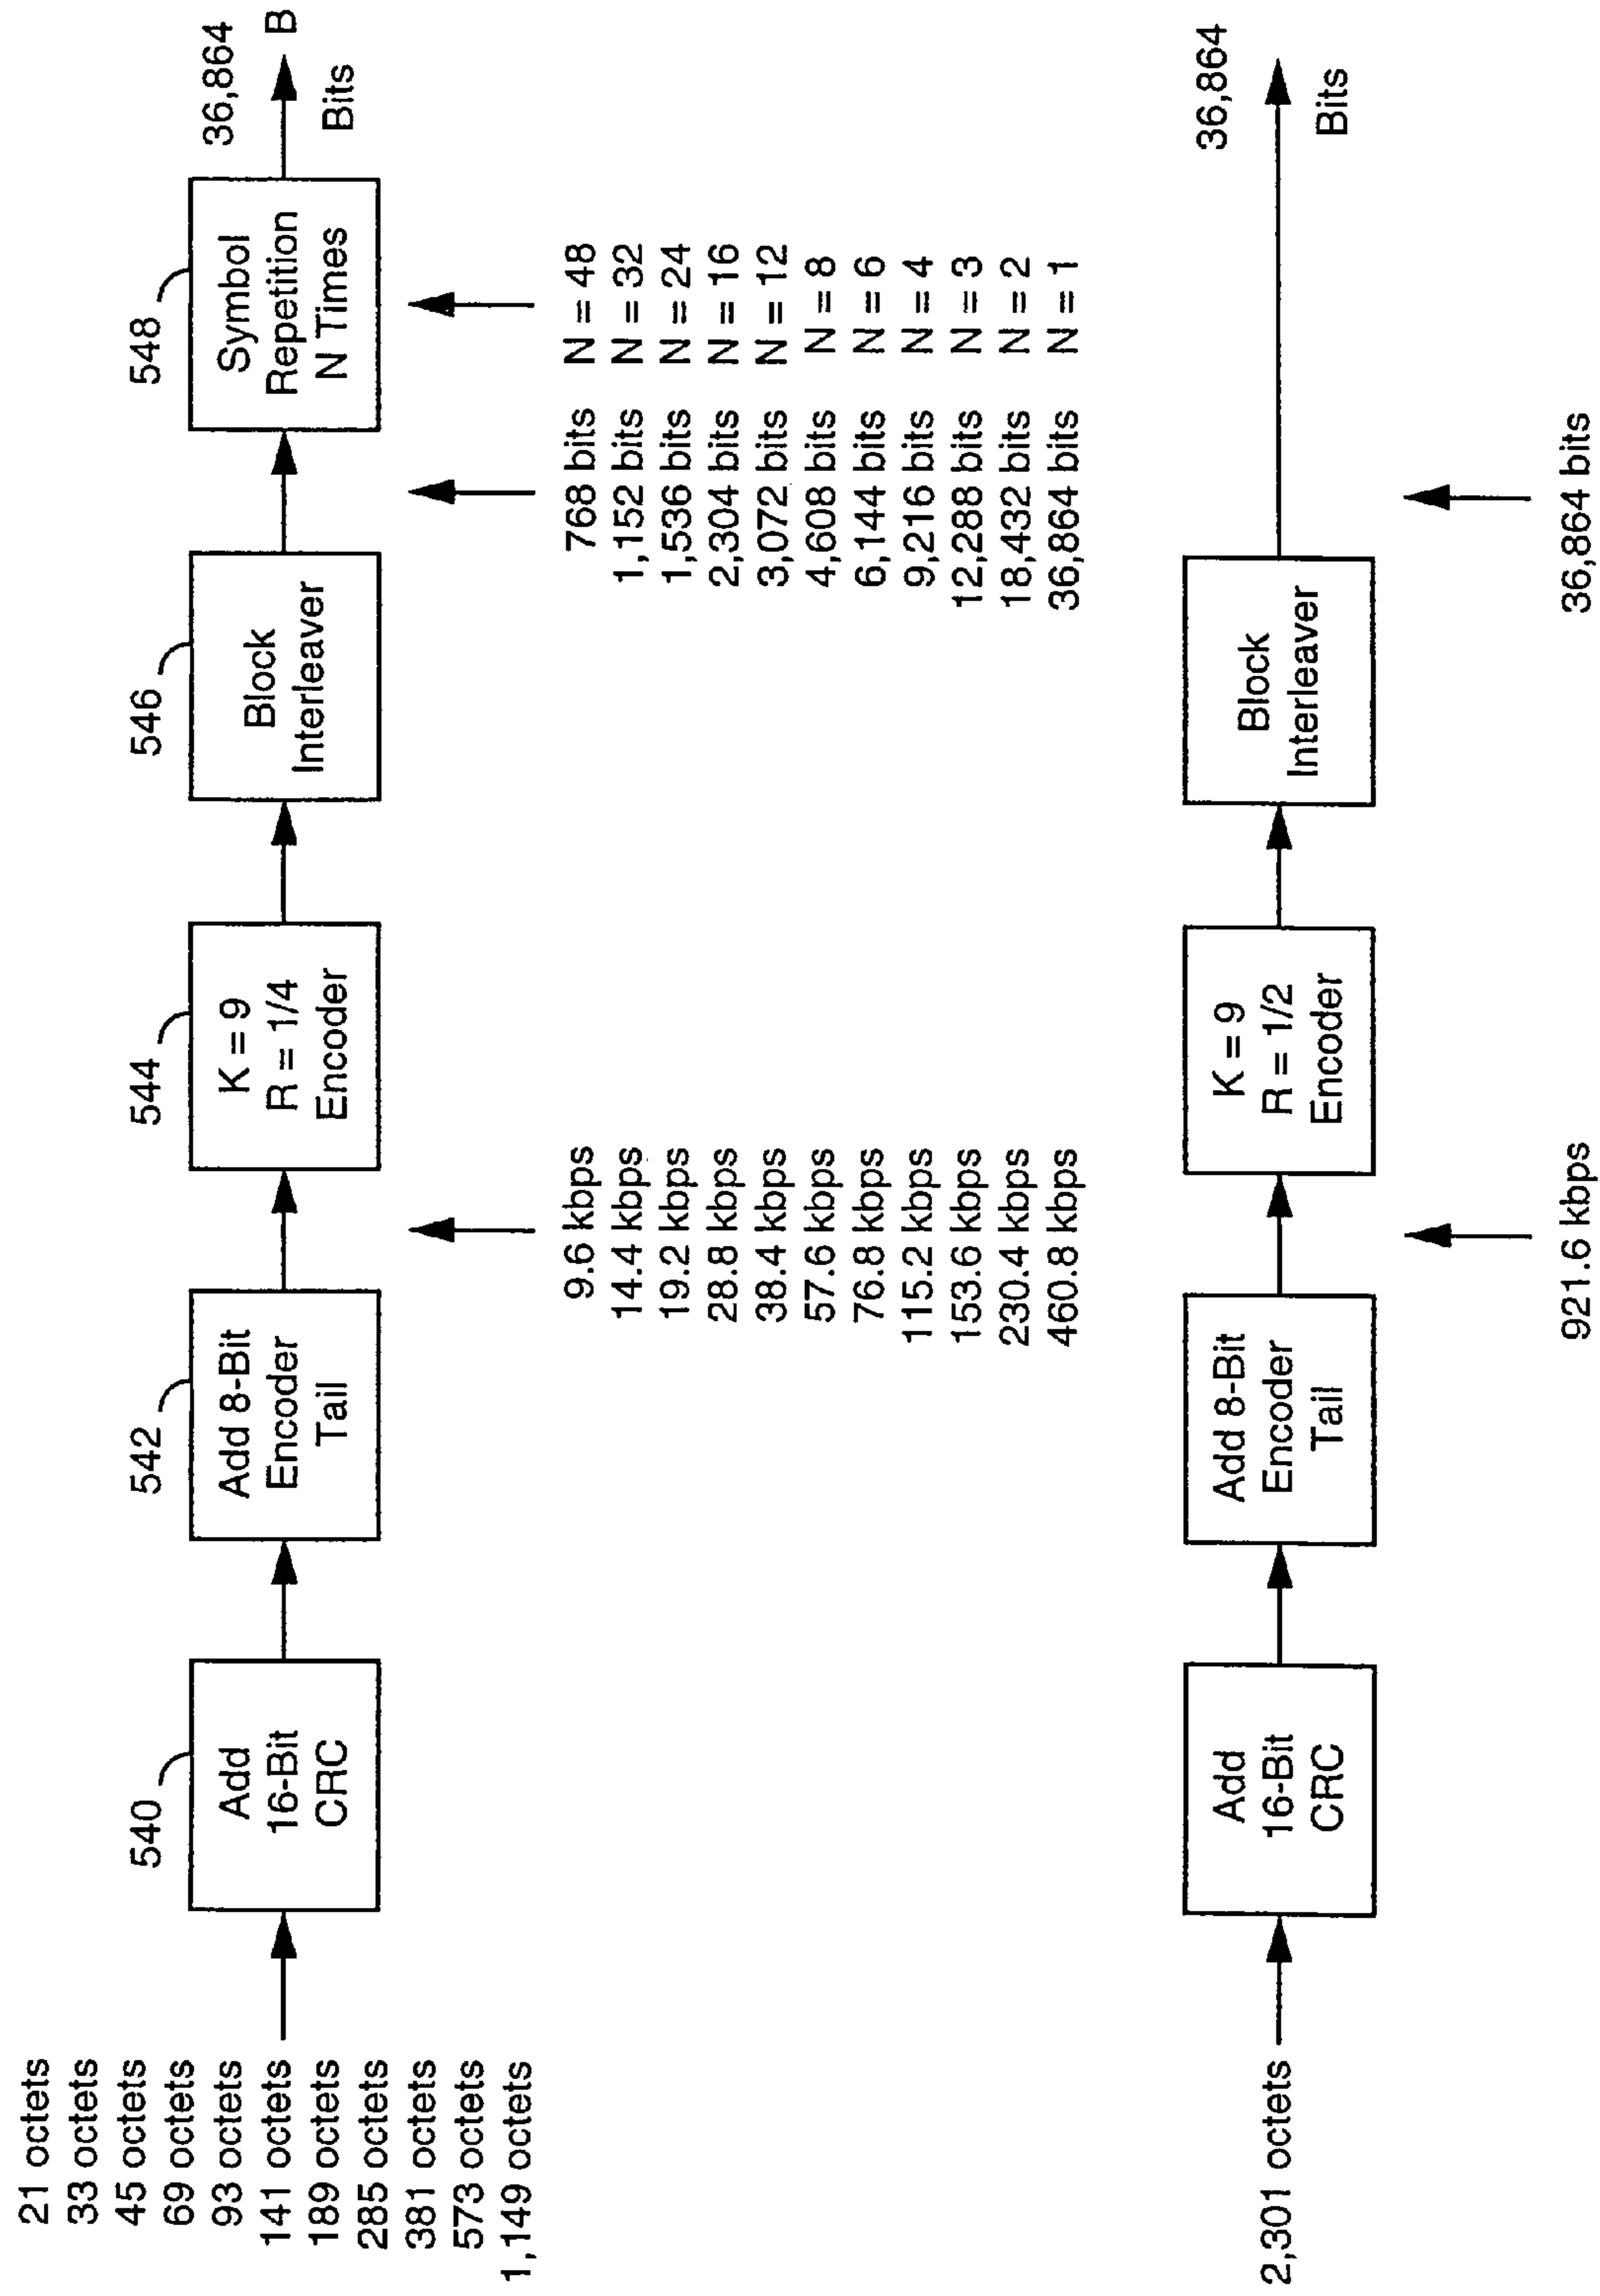 21 octets
33 octets
45 octets
69 octets
93 octets
141 octets
189 octets
285 octets
381 octets
573 octets
1,149 octets
540
Add
16-Bit
CRC
542
Add 8-Bit
Encoder
Tail
9.6 kbps
14.4 kbps
19.2 kbps
28.8 kbps
38.4 kbps
57.6 kbps
76.8 kbps
115.2 kbps
153.6 kbps
230.4 kbps
460.8 kbps
544
K = 9
R = 1/4
Encoder
546
Block
Interleaver
768 bits
1,152 bits
1,536 bits
2,304 bits
3,072 bits
4,608 bits
6,144 bits
9,216 bits
12,288 bits
18,432 bits
36,864 bits
548
Symbol
Repetition
N Times
N = 48
N = 32
N = 24
N = 16
N = 12
N = 8
N = 6
N = 4
N = 3
N = 2
N = 1
36,864
B
Bits
2,301 octets
Add
16-Bit
CRC
Add 8-Bit
Encoder
Tail
921.6 kbps
K = 9
R = 1/2
Encoder
Block
Interleaver
36,864 bits
36,864
Bits